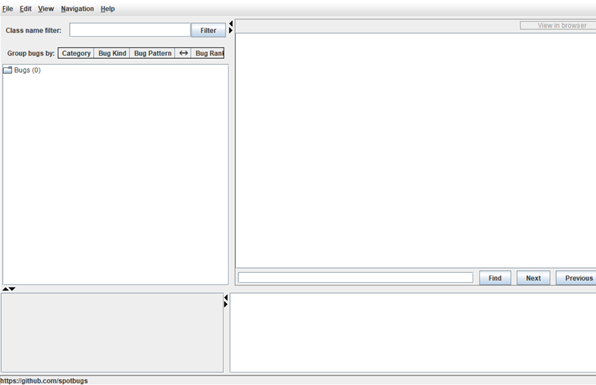 File Edit View Navigation Help
Class name filter: Filter
View in browser
Group bugs by: Category Bug Kind Bug Pattern ↔ Bug Rank
Bugs (0)
Find Next Previous
https://github.com/spotbugs